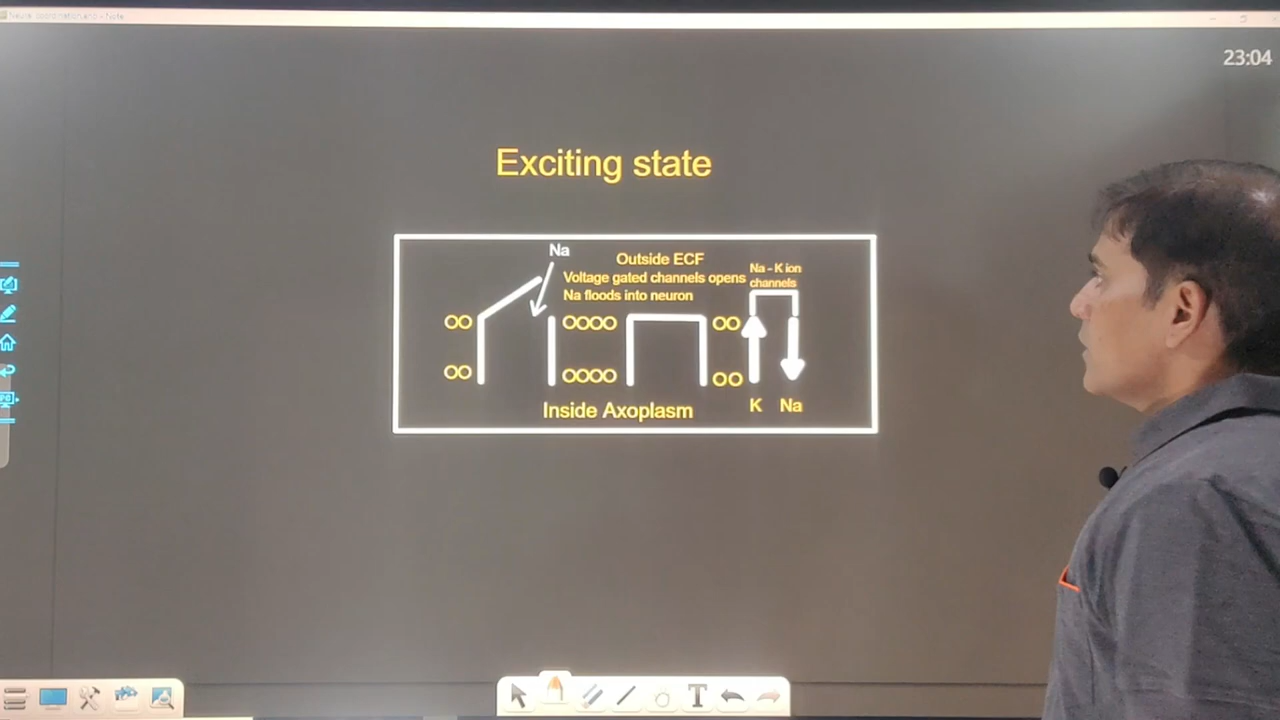 23:04
Exciting state
Na
Outside ECF
Voltage gated channels opens
Na floods into neuron
Na - K ion
channels
Inside Axoplasm
K Na
T